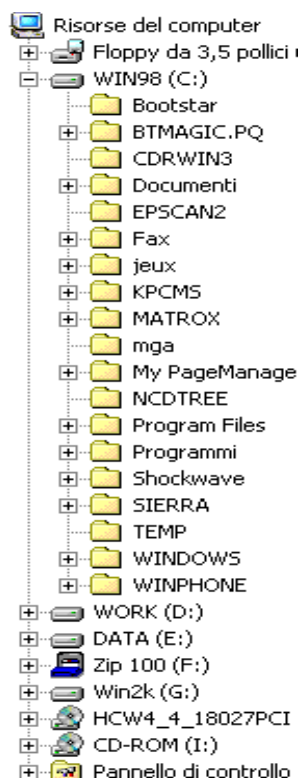 Risorse del computer
Floppy da 3,5 pollici
WIN98 (C:)
Bootstar
BTMAGIC.PQ
CDRWIN3
Documenti
EPSCAN2
Fax
jeux
KPCMS
MATROX
mga
My PageManage
NCDTREE
Program Files
Programmi
Shockwave
SIERRA
TEMP
WINDOWS
WINPHONE
WORK (D:)
DATA (E:)
Zip 100 (F:)
Win2k (G:)
HCW4_4_18027PCI
CD-ROM (I:)
Pannello di controllo